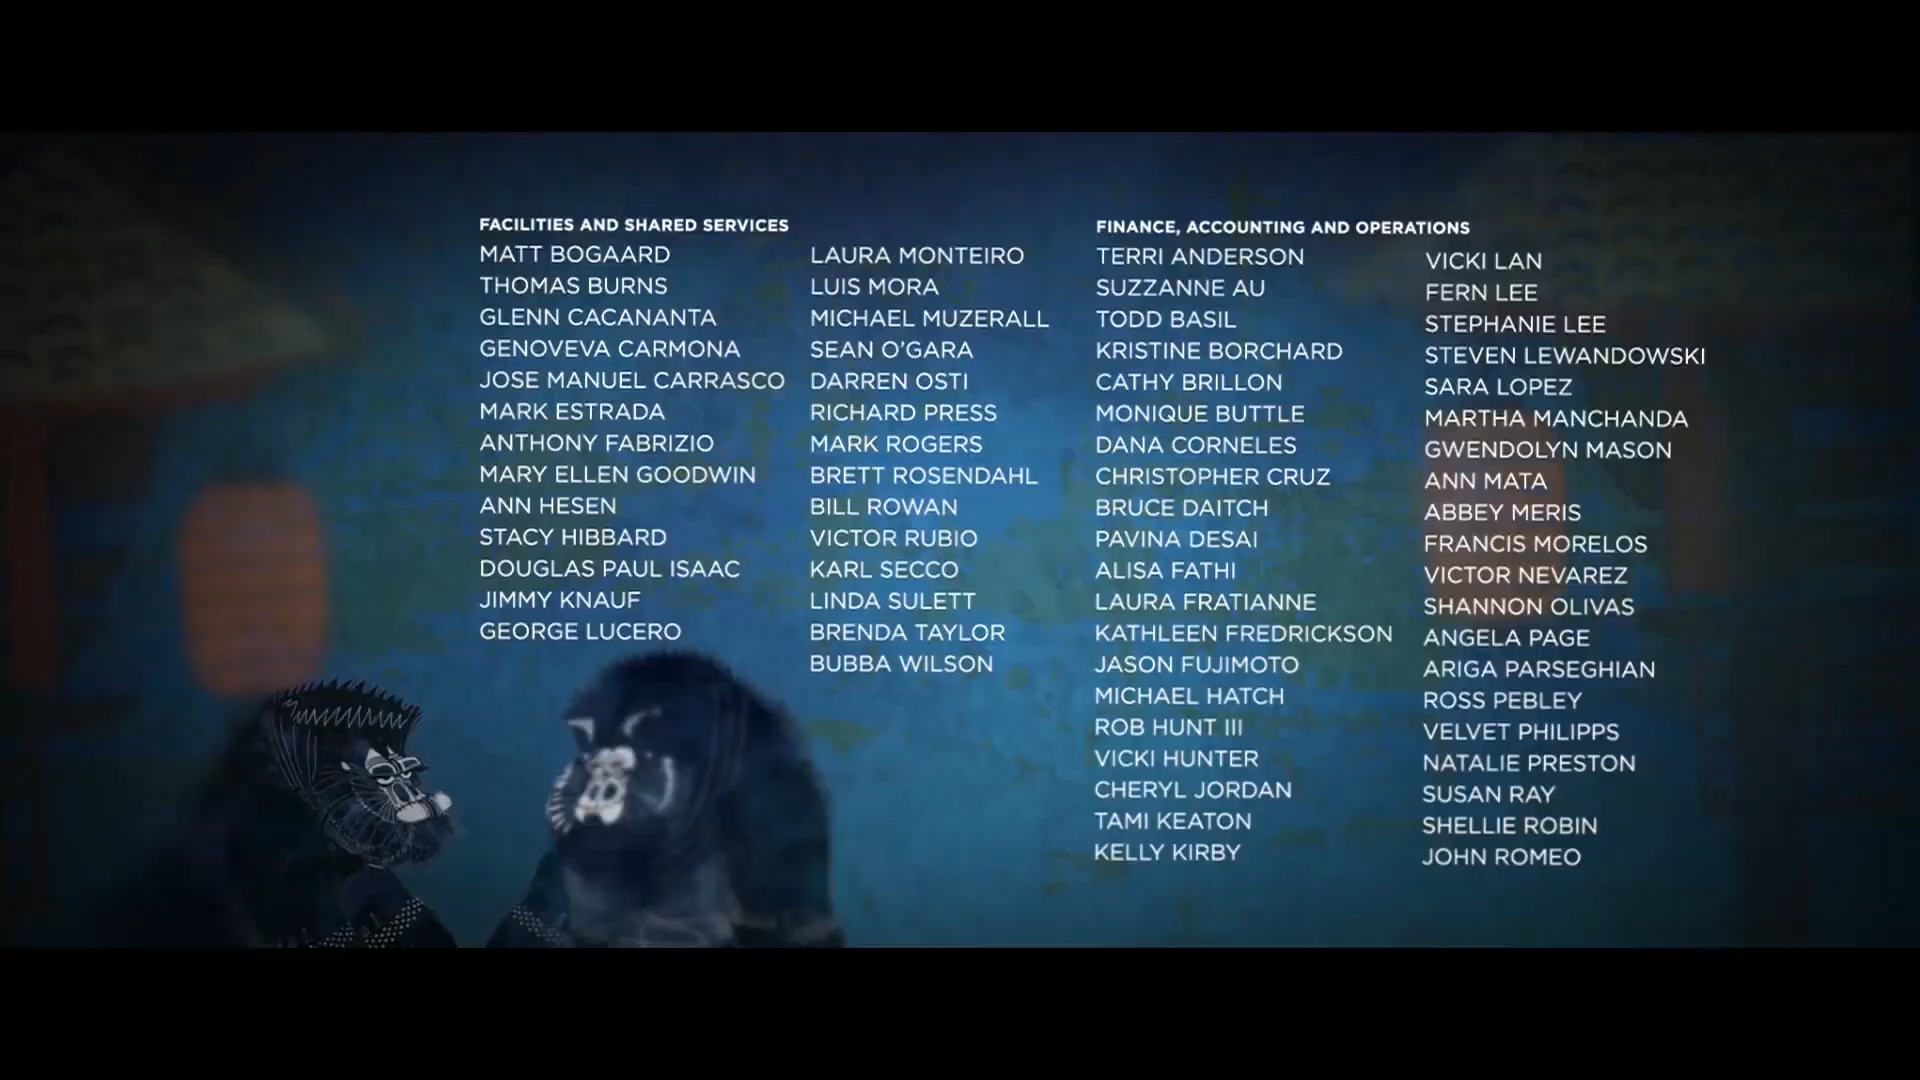 FACILITIES AND SHARED SERVICES
MATT BOGAARD
THOMAS BURNS
GLENN CACANANTA
GENOVEVA CARMONA
JOSE MANUEL CARRASCO
MARK ESTRADA
ANTHONY FABRIZIO
MARY ELLEN GOODWIN
ANN HESEN
STACY HIBBARD
DOUGLAS PAUL ISAAC
JIMMY KNAUF
GEORGE LUCERO
LAURA MONTEIRO
LUIS MORA
MICHAEL MUZERALL
SEAN O'GARA
DARREN OSTI
RICHARD PRESS
MARK ROGERS
BRETT ROSENDAHL
BILL ROWAN
VICTOR RUBIO
KARL SECCO
LINDA SULETT
BRENDA TAYLOR
BUBBA WILSON
FINANCE, ACCOUNTING AND OPERATIONS
TERRI ANDERSON
SUZZANNE AU
TODD BASIL
KRISTINE BORCHARD
CATHY BRILLON
MONIQUE BUTTLE
DANA CORNELES
CHRISTOPHER CRUZ
BRUCE DAITCH
PAVINA DESAI
ALISA FATHI
LAURA FRATIANNE
KATHLEEN FREDRICKSON
JASON FUJIMOTO
MICHAEL HATCH
ROB HUNT III
VICKI HUNTER
CHERYL JORDAN
TAMI KEATON
KELLY KIRBY
VICKI LAN
FERN LEE
STEPHANIE LEE
STEVEN LEWANDOWSKI
SARA LOPEZ
MARTHA MANCHANDA
GWENDOLYN MASON
ANN MATA
ABBEY MERIS
FRANCIS MORELOS
VICTOR NEVAREZ
SHANNON OLIVAS
ANGELA PAGE
ARIGA PARSEGHIAN
ROSS PEBLEY
VELVET PHILIPPS
NATALIE PRESTON
SUSAN RAY
SHELLIE ROBIN
JOHN ROMEO